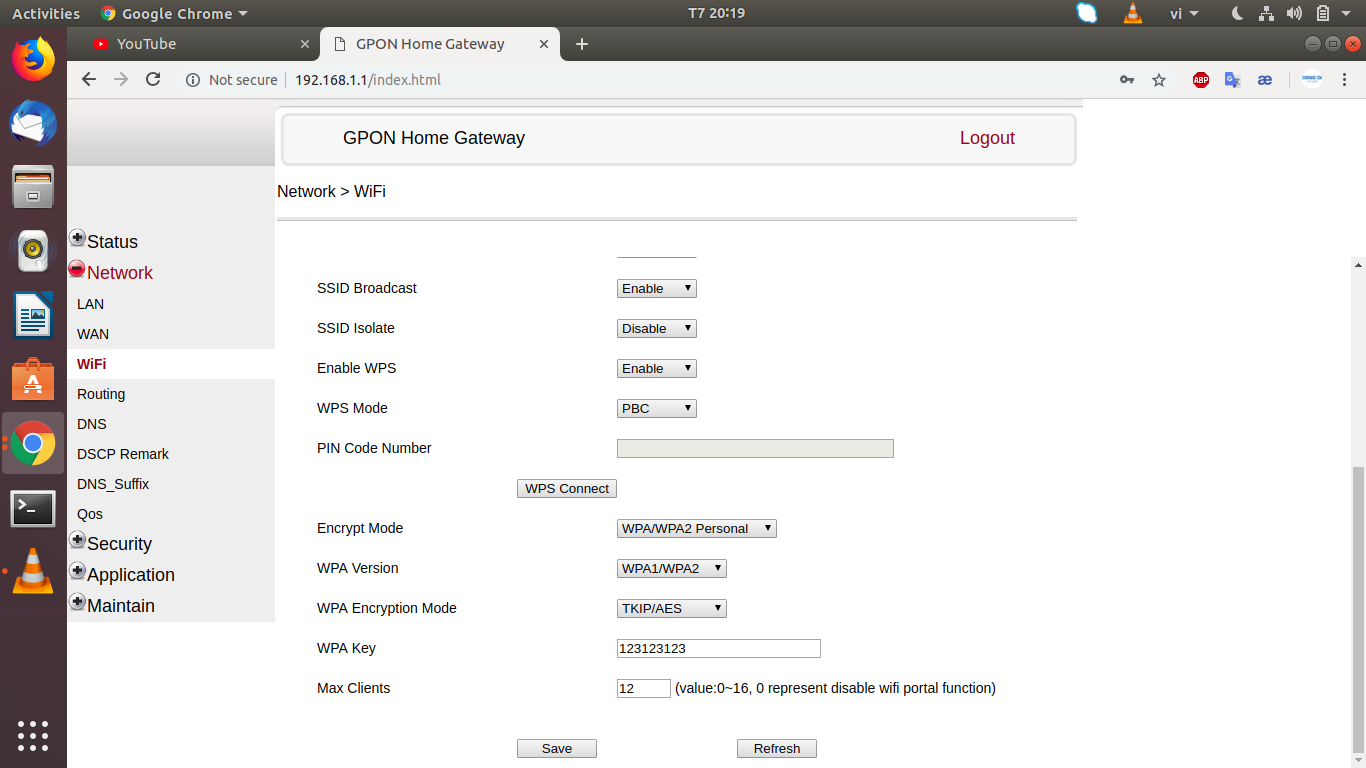 Activities Google Chrome T7 20:19 vi
YouTube GPON Home Gateway
Not secure 192.168.1.1/index.html ABP æ
GPON Home Gateway Logout
Network > WiFi
Status
Network
LAN
WAN
WiFi
Routing
DNS
DSCP Remark
DNS_Suffix
Qos
Security
Application
Maintain
SSID Broadcast Enable
SSID Isolate Disable
Enable WPS Enable
WPS Mode PBC
PIN Code Number
WPS Connect
Encrypt Mode WPA/WPA2 Personal
WPA Version WPA1/WPA2
WPA Encryption Mode TKIP/AES
WPA Key 123123123
Max Clients 12 (value:0~16, 0 represent disable wifi portal function)
Save Refresh